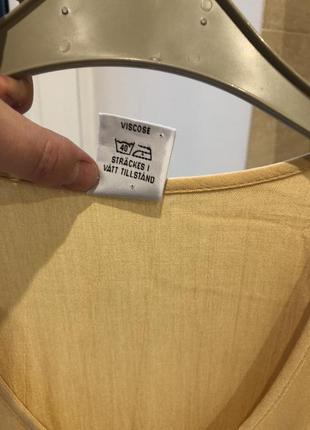 VISCOSE
40
STRÄCKES I
VÅTT TILLSTÅND